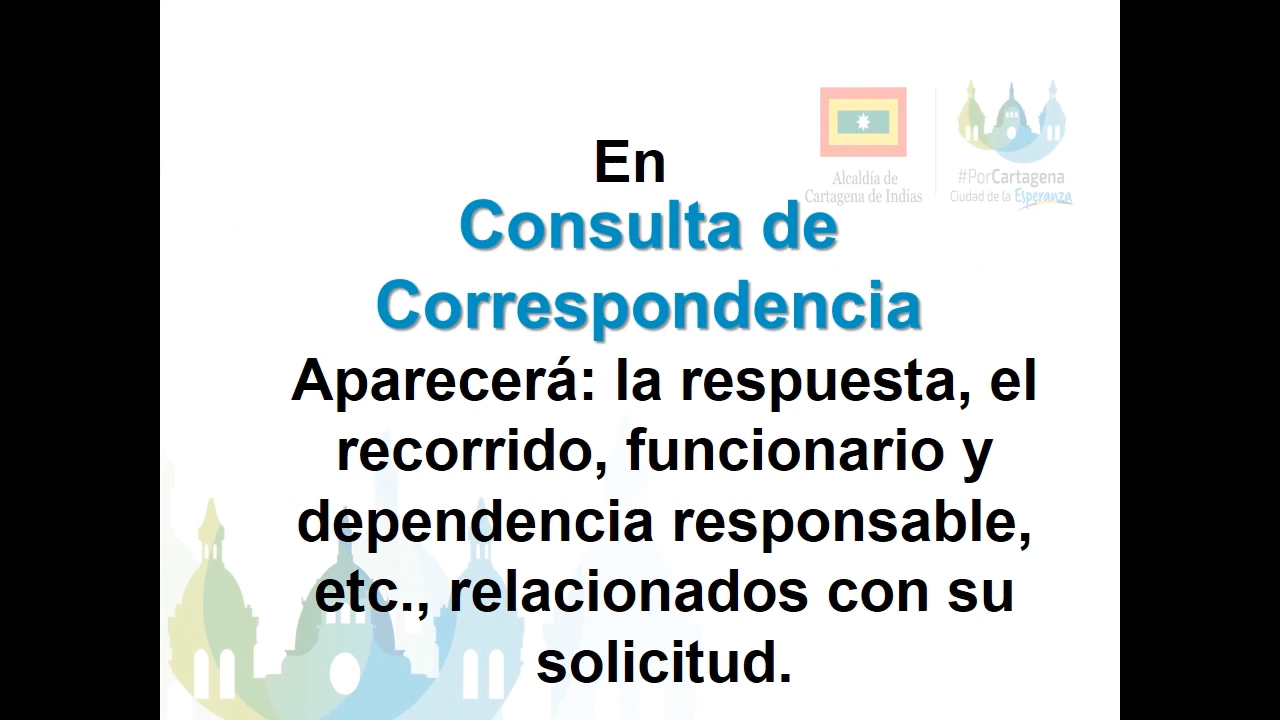 Alcaldía de
Cartagena de Indias
#PorCartagena
Ciudad de la Esperanza
En
Consulta de
Correspondencia
Aparecerá: la respuesta, el
recorrido, funcionario y
dependencia responsable,
etc., relacionados con su
solicitud.